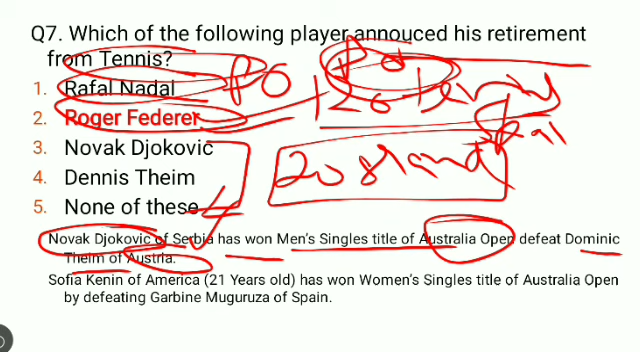 Q7. Which of the following player annouced his retirement
from Tennis?
1. Rafal Nadal
2. Roger Federer
3. Novak Djokovic
4. Dennis Theim
5. None of these
20 grand
Novak Djokovic of Serbia has won Men's Singles title of Australia Open defeat Dominic
Theim of Austria.
Sofia Kenin of America (21 Years old) has won Women's Singles title of Australia Open
by defeating Garbine Muguruza of Spain.